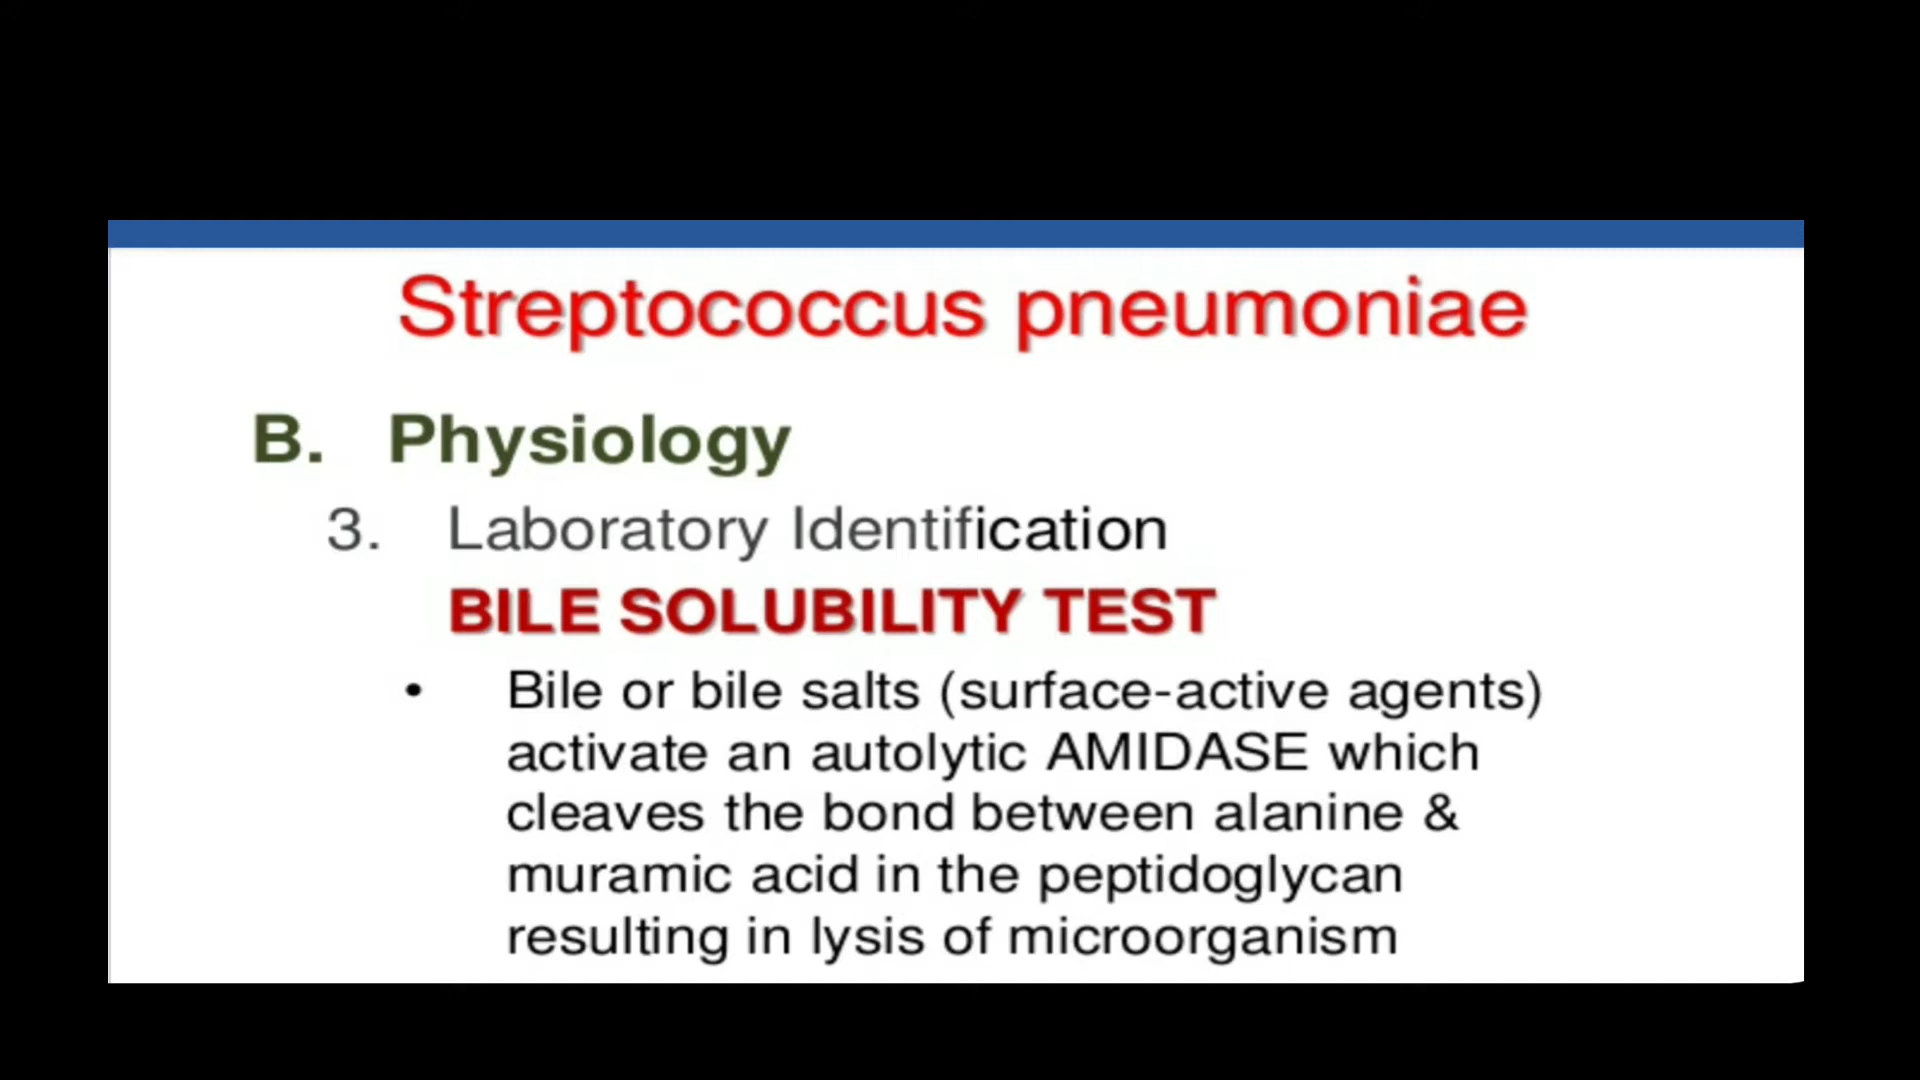 Streptococcus pneumoniae
B. Physiology
3. Laboratory Identification
BILE SOLUBILITY TEST
• Bile or bile salts (surface-active agents)
activate an autolytic AMIDASE which
cleaves the bond between alanine &
muramic acid in the peptidoglycan
resulting in lysis of microorganism